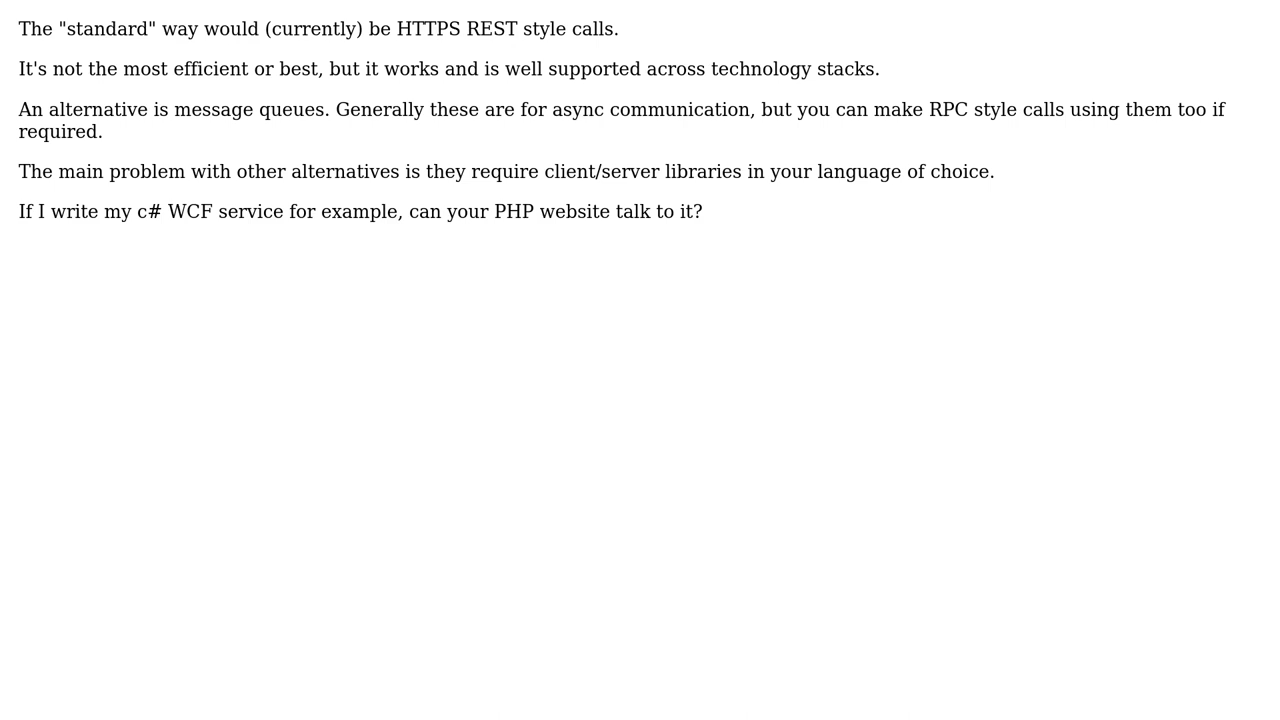 The "standard" way would (currently) be HTTPS REST style calls.
It's not the most efficient or best, but it works and is well supported across technology stacks.
An alternative is message queues. Generally these are for async communication, but you can make RPC style calls using them too if
required.
The main problem with other alternatives is they require client/server libraries in your language of choice.
If I write my c# WCF service for example, can your PHP website talk to it?